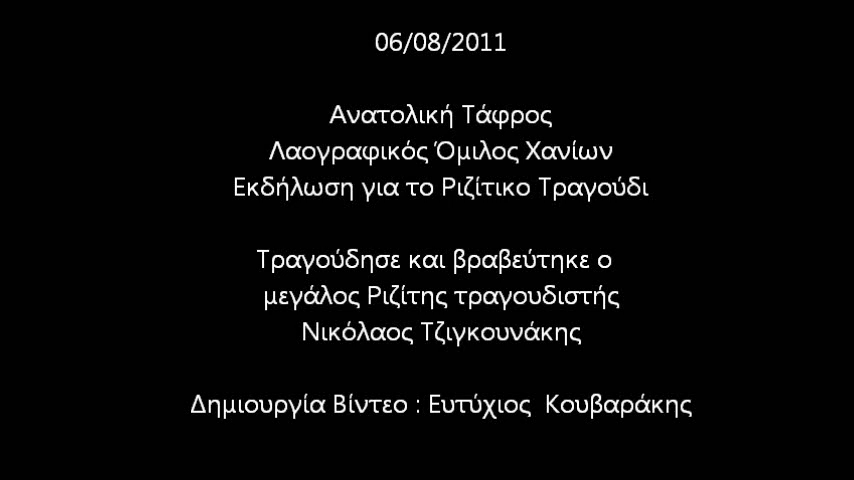 06/08/2011
Ανατολική Τάφρος
Λαογραφικός Όμιλος Χανίων
Εκδήλωση για το Ριζίτικο Τραγούδι
Τραγούδησε και βραβεύτηκε ο
μεγάλος Ριζίτης τραγουδιστής
Νικόλαος Τζιγκουνάκης
Δημιουργία Βίντεο : Ευτύχιος Κουβαράκης